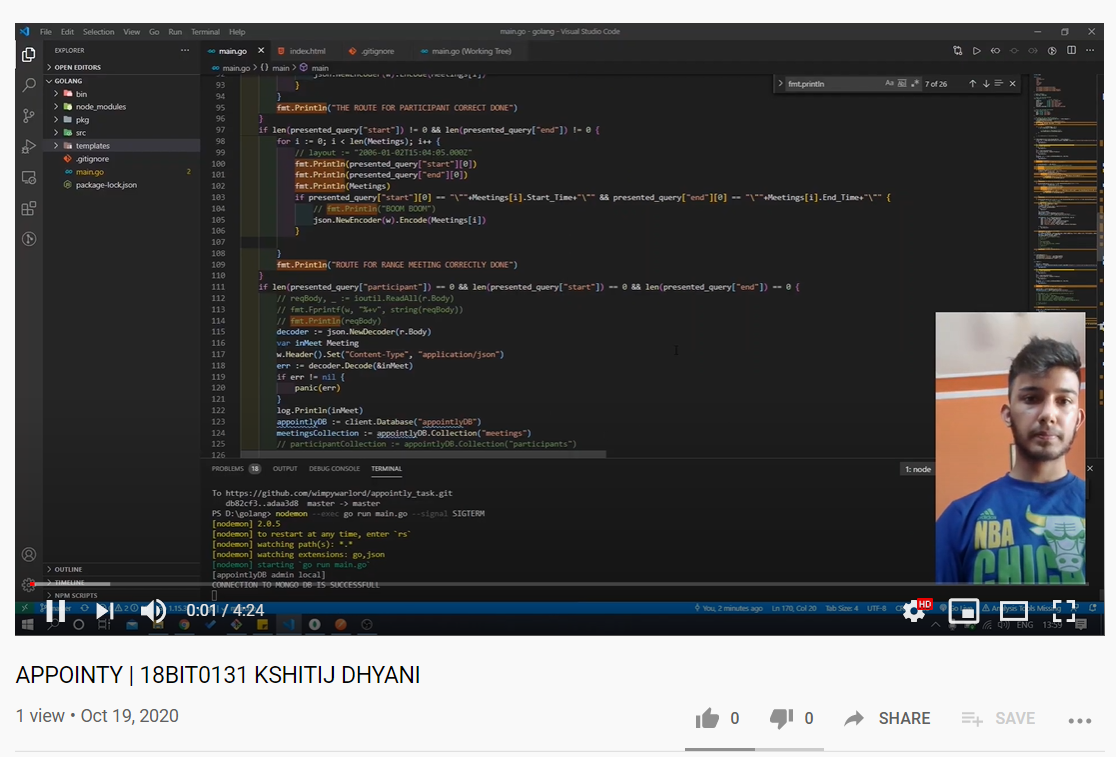 File Edit Selection View Go Run Terminal Help
main.go - golang - Visual Studio Code
EXPLORER
main.go
index.html
.gitignore
main.go (Working Tree)
OPEN EDITORS
main.go > {} main > main
GOLANG
fmt.println
Aa
7 of 26
bin
node_modules
pkg
src
templates
.gitignore
main.go 2
package-lock.json
93 }
94 }
95 fmt.Println("THE ROUTE FOR PARTICIPANT CORRECT DONE")
96 }
97 if len(presented_query["start"]) != 0 && len(presented_query["end"]) != 0 {
98 for i := 0; i < len(Meetings); i++ {
99 // layout := "2006-01-02T15:04:05.000Z"
100 fmt.Println(presented_query["start"][0])
101 fmt.Println(presented_query["end"][0])
102 fmt.Println(Meetings)
103 if presented_query["start"][0] == "\""+Meetings[i].Start_Time+"\"" && presented_query["end"][0] == "\""+Meetings[i].End_Time+"\"" {
104 // fmt.Println("BOOM BOOM")
105 json.NewEncoder(w).Encode(Meetings[i])
106 }
107
108 }
109 fmt.Println("ROUTE FOR RANGE MEETING CORRECTLY DONE")
110 }
111 if len(presented_query["participant"]) == 0 && len(presented_query["start"]) == 0 && len(presented_query["end"]) == 0 {
112 // reqBody, _ := ioutil.ReadAll(r.Body)
113 // fmt.Fprintf(w, "%+v", string(reqBody))
114 // fmt.Println(reqBody)
115 decoder := json.NewDecoder(r.Body)
116 var inMeet Meeting
117 w.Header().Set("Content-Type", "application/json")
118 err := decoder.Decode(&inMeet)
119 if err != nil {
120 panic(err)
121 }
122 log.Println(inMeet)
123 appointlyDB := client.Database("appointlyDB")
124 meetingsCollection := appointlyDB.Collection("meetings")
125 // participantCollection := appointlyDB.Collection("participants")
126
PROBLEMS 18 OUTPUT DEBUG CONSOLE TERMINAL
1: node
To https://github.com/wimpywarlord/appointly_task.git
db82cf3..adaa3d8 master -> master
PS D:\golang> nodemon --exec go run main.go --signal SIGTERM
[nodemon] 2.0.5
[nodemon] to restart at any time, enter `rs`
[nodemon] watching path(s): *.*
[nodemon] watching extensions: go,json
[nodemon] starting `go run main.go`
[appointlyDB admin local]
CONNECTION TO MONGO DB IS SUCCESSFULL
OUTLINE
TIMELINE
NPM SCRIPTS
NBA
CHICAGO
BULLS
0:01 / 4:24
HD
You, 2 minutes ago Ln 170, Col 20 Tab Size: 4 UTF-8
Analysis Tools Missing
ENG
13:59
APPOINTY | 18BIT0131 KSHITIJ DHYANI
1 view • Oct 19, 2020
0
0
SHARE
SAVE